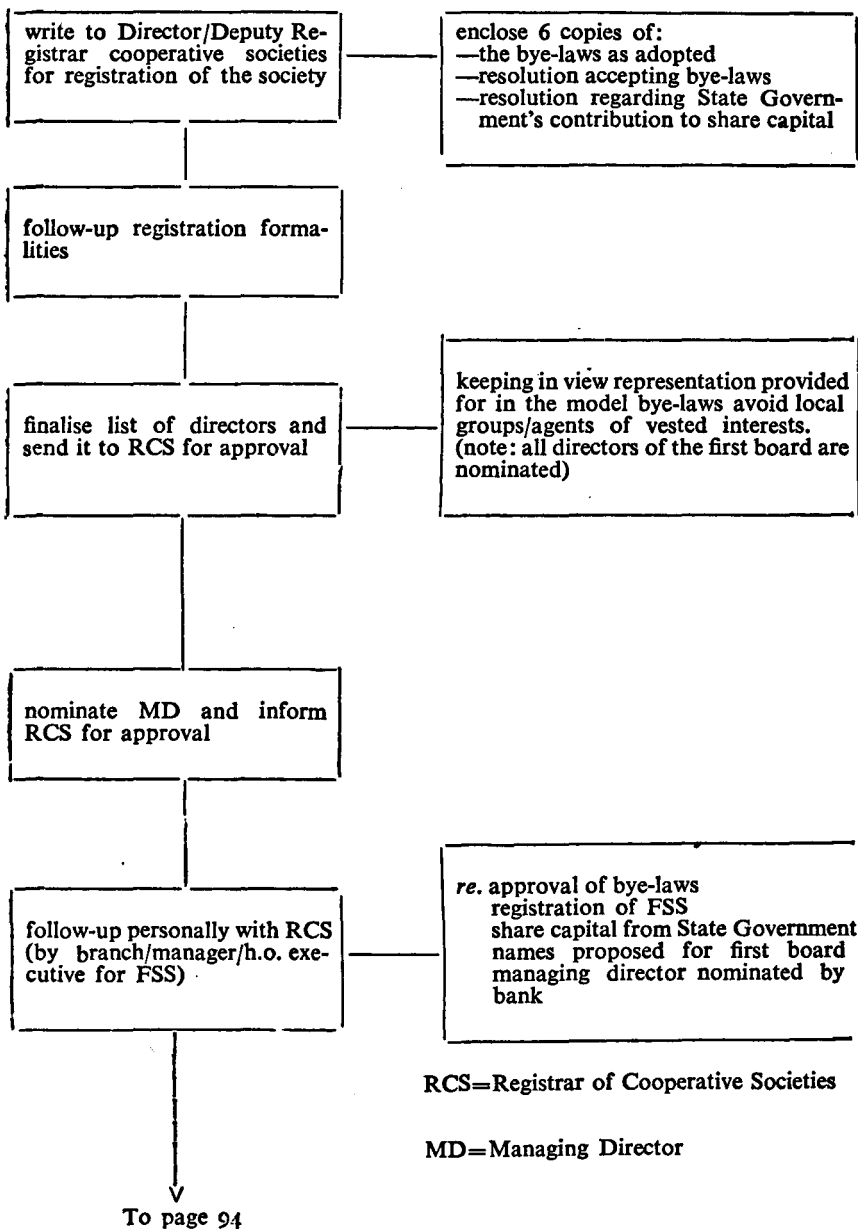 write to Director/Deputy Re-
gistrar cooperative societies
for registration of the society
enclose 6 copies of:
—the bye-laws as adopted
—resolution accepting bye-laws
—resolution regarding State Govern-
ment's contribution to share capital
follow-up registration forma-
lities
finalise list of directors and
send it to RCS for approval
keeping in view representation provided
for in the model bye-laws avoid local
groups/agents of vested interests.
(note: all directors of the first board are
nominated)
nominate MD and inform
RCS for approval
follow-up personally with RCS
(by branch/manager/h.o. exe-
cutive for FSS)
re. approval of bye-laws
registration of FSS
share capital from State Government
names proposed for first board
managing director nominated by
bank
RCS=Registrar of Cooperative Societies
MD=Managing Director
To page 94